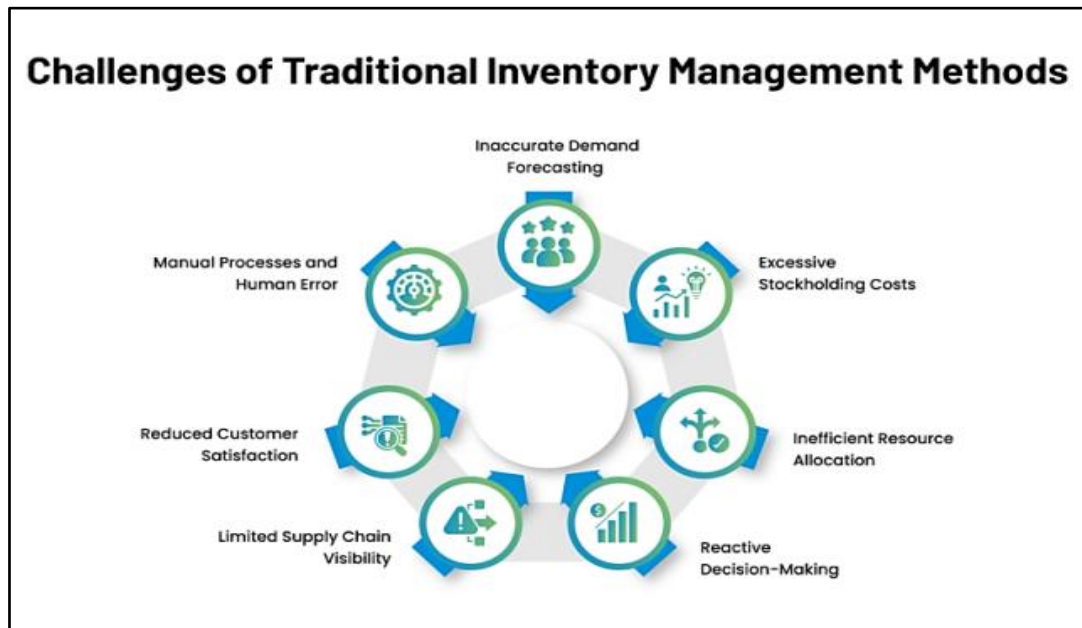 Challenges of Traditional Inventory Management Methods
Inaccurate Demand
Forecasting
Excessive
Stockholding Costs
Inefficient Resource
Allocation
Reactive
Decision-Making
Limited Supply Chain
Visibility
Reduced Customer
Satisfaction
Manual Processes and
Human Error
$